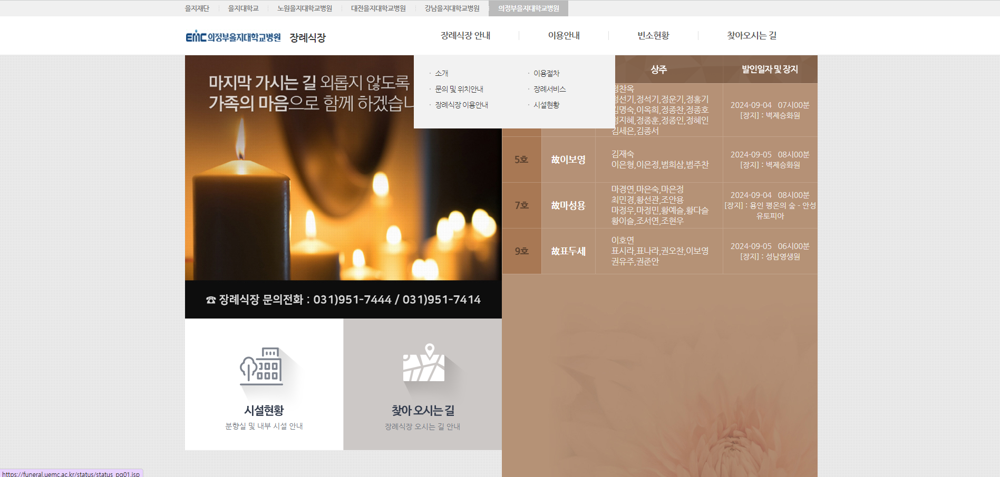 을지재단
을지대학교
노원을지대학교병원
대전을지대학교병원
강남을지대학교병원
의정부을지대학교병원
EMC 의정부을지대학교병원 장례식장
장례식장 안내
이용안내
빈소현황
찾아오시는 길
· 소개
· 문의 및 위치안내
· 장례식장 이용안내
· 이용절차
· 장례서비스
· 시설현황
마지막 가시는 길 외롭지 않도록
가족의 마음으로 함께 하겠습니
☎ 장례식장 문의전화 : 031)951-7444 / 031)951-7414
시설현황
분향실 및 내부 시설 안내
찾아 오시는 길
장례식장 오시는 길 안내
상주
발인일자 및 장지
정찬옥
정선기,정석기,정운기,정홍기
김명숙,이옥희,정종찬,정종호
정지혜,정종훈,정종인,정혜인
김세은,김종서
2024-09-04 07시00분
[장지] : 벽제승화원
5호
故이보영
김재숙
이은형,이은정,범희삼,범주찬
2024-09-05 08시00분
[장지] : 벽제승화원
7호
故마성용
마경연,마은숙,마은정
최민경,황선관,조안용
마정우,마정민,황예슬,황다슬
황이슬,조서연,조현우
2024-09-04 08시00분
[장지] : 용인 평온의 숲 - 안성
유토피아
9호
故표두세
이호연
표시라,표나라,권오찬,이보영
권유주,권준안
2024-09-05 06시00분
[장지] : 성남영생원
https://funeral.uemc.ac.kr/status/status_pg01.jsp